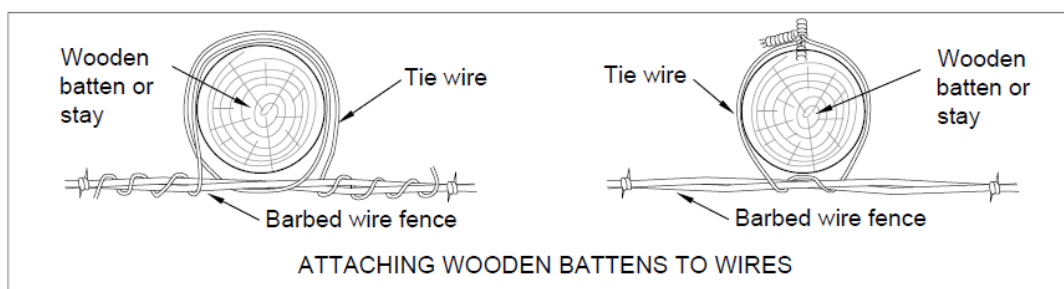 Wooden
batten or
stay
Tie wire
Barbed wire fence
Tie wire
Wooden
batten or
stay
Barbed wire fence
ATTACHING WOODEN BATTENS TO WIRES